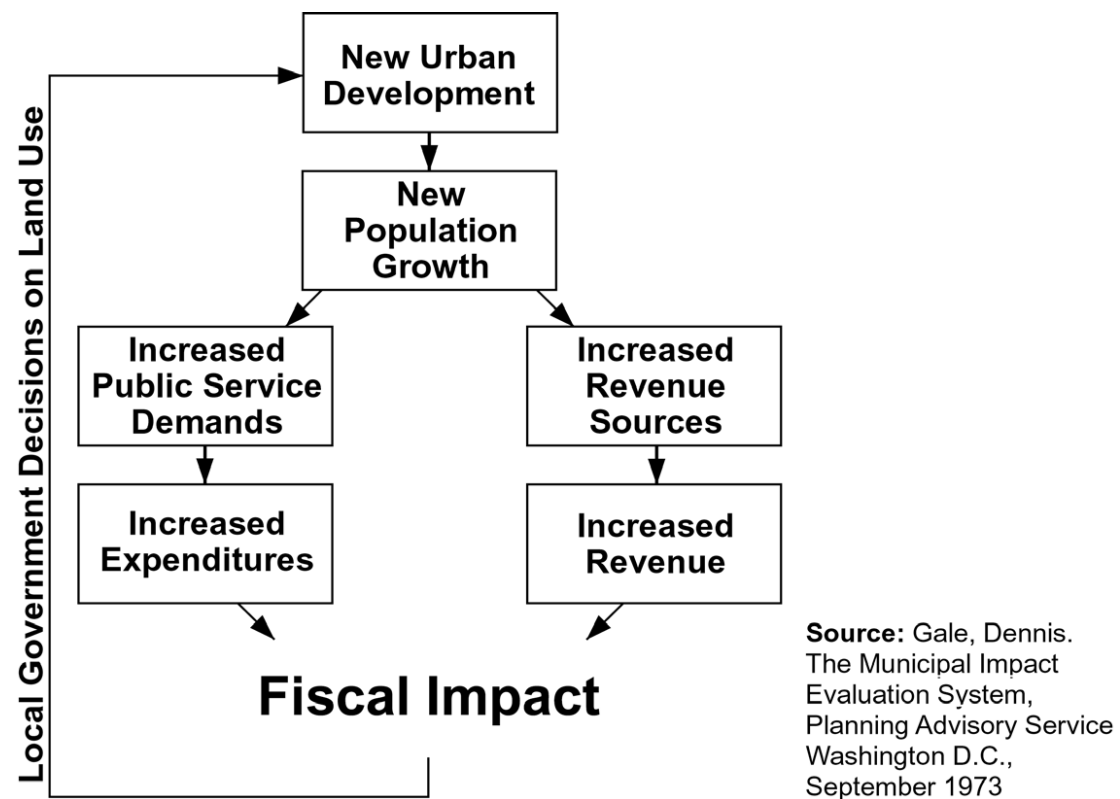 Local Government Decisions on Land Use
New Urban
Development
New
Population
Growth
Increased
Public Service
Demands
Increased
Revenue
Sources
Increased
Expenditures
Increased
Revenue
Fiscal Impact
Source: Gale, Dennis.
The Municipal Impact
Evaluation System,
Planning Advisory Service
Washington D.C.,
September 1973